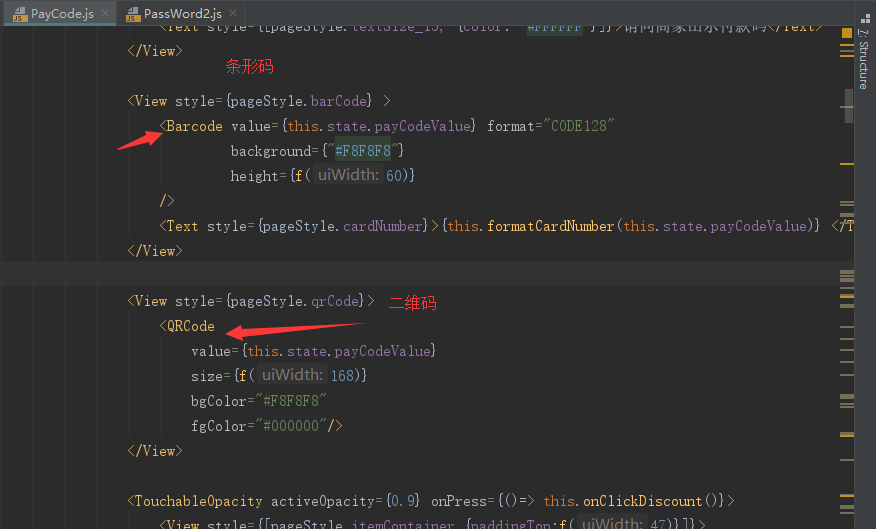 PayCode.js × PassWord2.js ×
<Text style={[pageStyle.textSize_15, {color: "#FFFFFF"}]}>请向商家出示付款码</Text>
</View>
条形码
<View style={pageStyle.barCode} >
<Barcode value={this.state.payCodeValue} format="CODE128"
background={"#F8F8F8"}
height={f( uiWidth: 60)}
/>
<Text style={pageStyle.cardNumber}>{this.formatCardNumber(this.state.payCodeValue)} </T
</View>
<View style={pageStyle.qrCode}> 二维码
<QRCode
value={this.state.payCodeValue}
size={f( uiWidth: 168)}
bgColor="#F8F8F8"
fgColor="#000000"/>
</View>
<TouchableOpacity activeOpacity={0.9} onPress={()=> this.onClickDiscount()}>
<View style={[pageStyle.itemContainer,{paddingTop:f( uiWidth: 47)}]}>
7: Structure